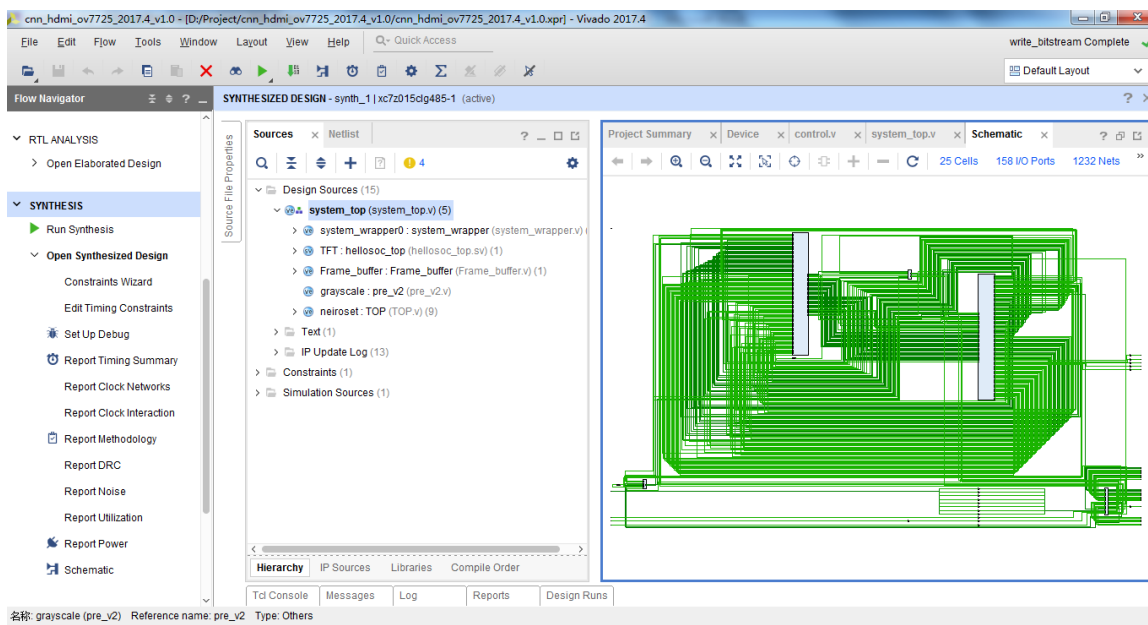 cnn_hdmi_ov7725_2017.4_v1.0 - [D:/Project/cnn_hdmi_ov7725_2017.4_v1.0/cnn_hdmi_ov7725_2017.4_v1.0.xpr] - Vivado 2017.4
File Edit Flow Tools Window Layout View Help Q- Quick Access write_bitstream Complete
Default Layout
Flow Navigator SYNTHESIZED DESIGN - synth_1 | xc7z015clg485-1 (active)
RTL ANALYSIS
Open Elaborated Design
SYNTHESIS
Run Synthesis
Open Synthesized Design
Constraints Wizard
Edit Timing Constraints
Set Up Debug
Report Timing Summary
Report Clock Networks
Report Clock Interaction
Report Methodology
Report DRC
Report Noise
Report Utilization
Report Power
Schematic
Source File Properties
Sources Netlist
4
Design Sources (15)
system_top (system_top.v) (5)
system_wrapper0 : system_wrapper (system_wrapper.v) (
TFT : hellosoc_top (hellosoc_top.sv) (1)
Frame_buffer : Frame_buffer (Frame_buffer.v) (1)
grayscale : pre_v2 (pre_v2.v)
neiroset : TOP (TOP.v) (9)
Text (1)
IP Update Log (13)
Constraints (1)
Simulation Sources (1)
Hierarchy IP Sources Libraries Compile Order
Project Summary Device control.v system_top.v Schematic
25 Cells 158 I/O Ports 1232 Nets
Tcl Console Messages Log Reports Design Runs
名称: grayscale (pre_v2) Reference name: pre_v2 Type: Others